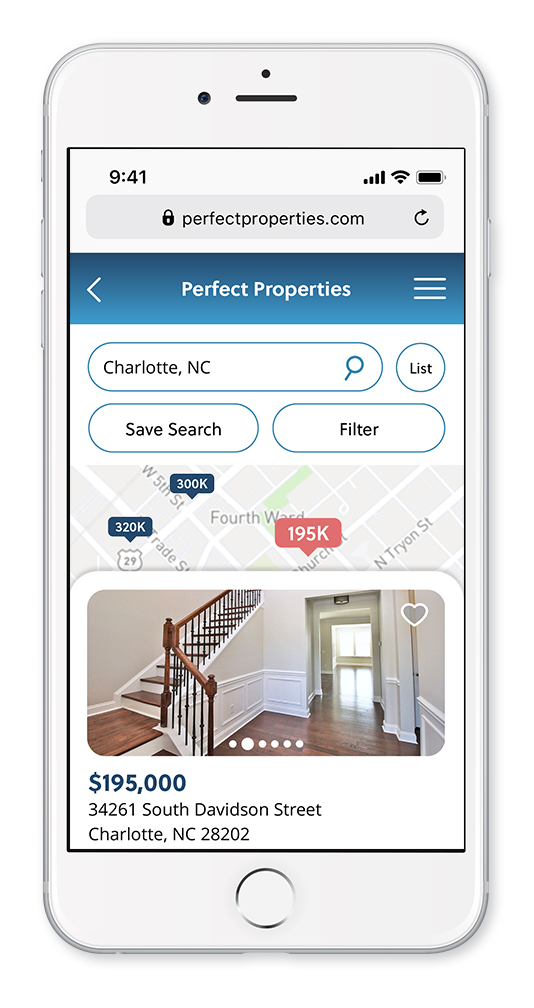 9:41
perfectproperties.com
Perfect Properties
Charlotte, NC
List
Save Search
Filter
W 5th St
300K
Fourth Ward
320K
195K
Trade St
29
Church St
N Tryon St
$195,000
34261 South Davidson Street
Charlotte, NC 28202